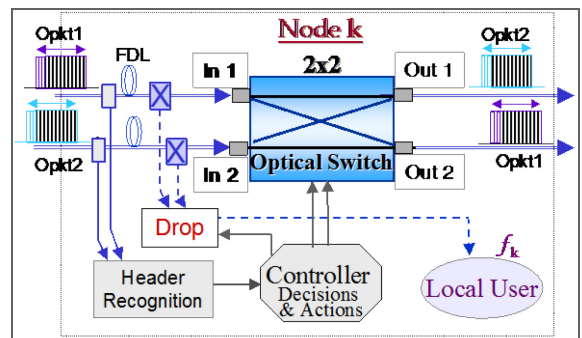 Node k
Opkt1
FDL
In 1
2x2
Out 1
Opkt2
Opkt2
In 2
Optical Switch
Out 2
Opkt1
Drop
Header
Recognition
Controller
Decisions
& Actions
fk
Local User